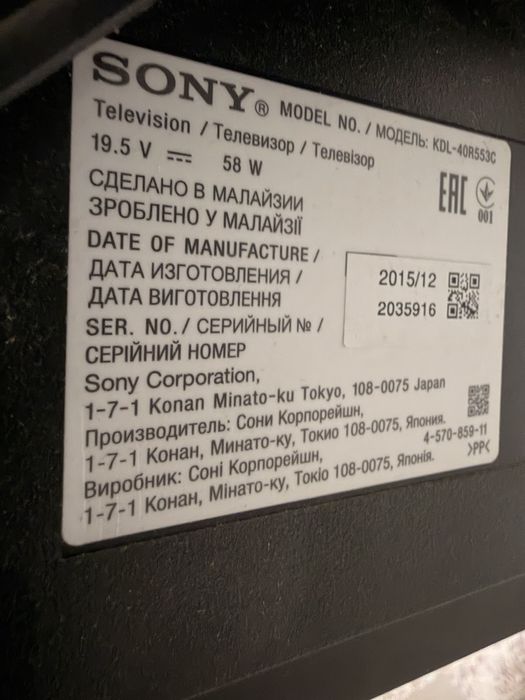 SONY® MODEL NO. / МОДЕЛЬ: KDL-40R553C
Television / Телевизор / Телевізор
19.5 V ⎓ 58 W
EAC
001
СДЕЛАНО В МАЛАЙЗИИ
ЗРОБЛЕНО У МАЛАЙЗІЇ
DATE OF MANUFACTURE /
ДАТА ИЗГОТОВЛЕНИЯ / 2015/12
ДАТА ВИГОТОВЛЕННЯ
SER. NO./ СЕРИЙНЫЙ № / 2035916
СЕРІЙНИЙ НОМЕР
Sony Corporation,
1-7-1 Konan Minato-ku Tokyo, 108-0075 Japan
Производитель: Сони Корпорейшн,
1-7-1 Конан, Минато-ку, Токио 108-0075, Япония.
4-570-859-11
Виробник: Соні Корпорейшн,
>PP<
1-7-1 Конан, Мінато-ку, Токіо 108-0075, Японія.